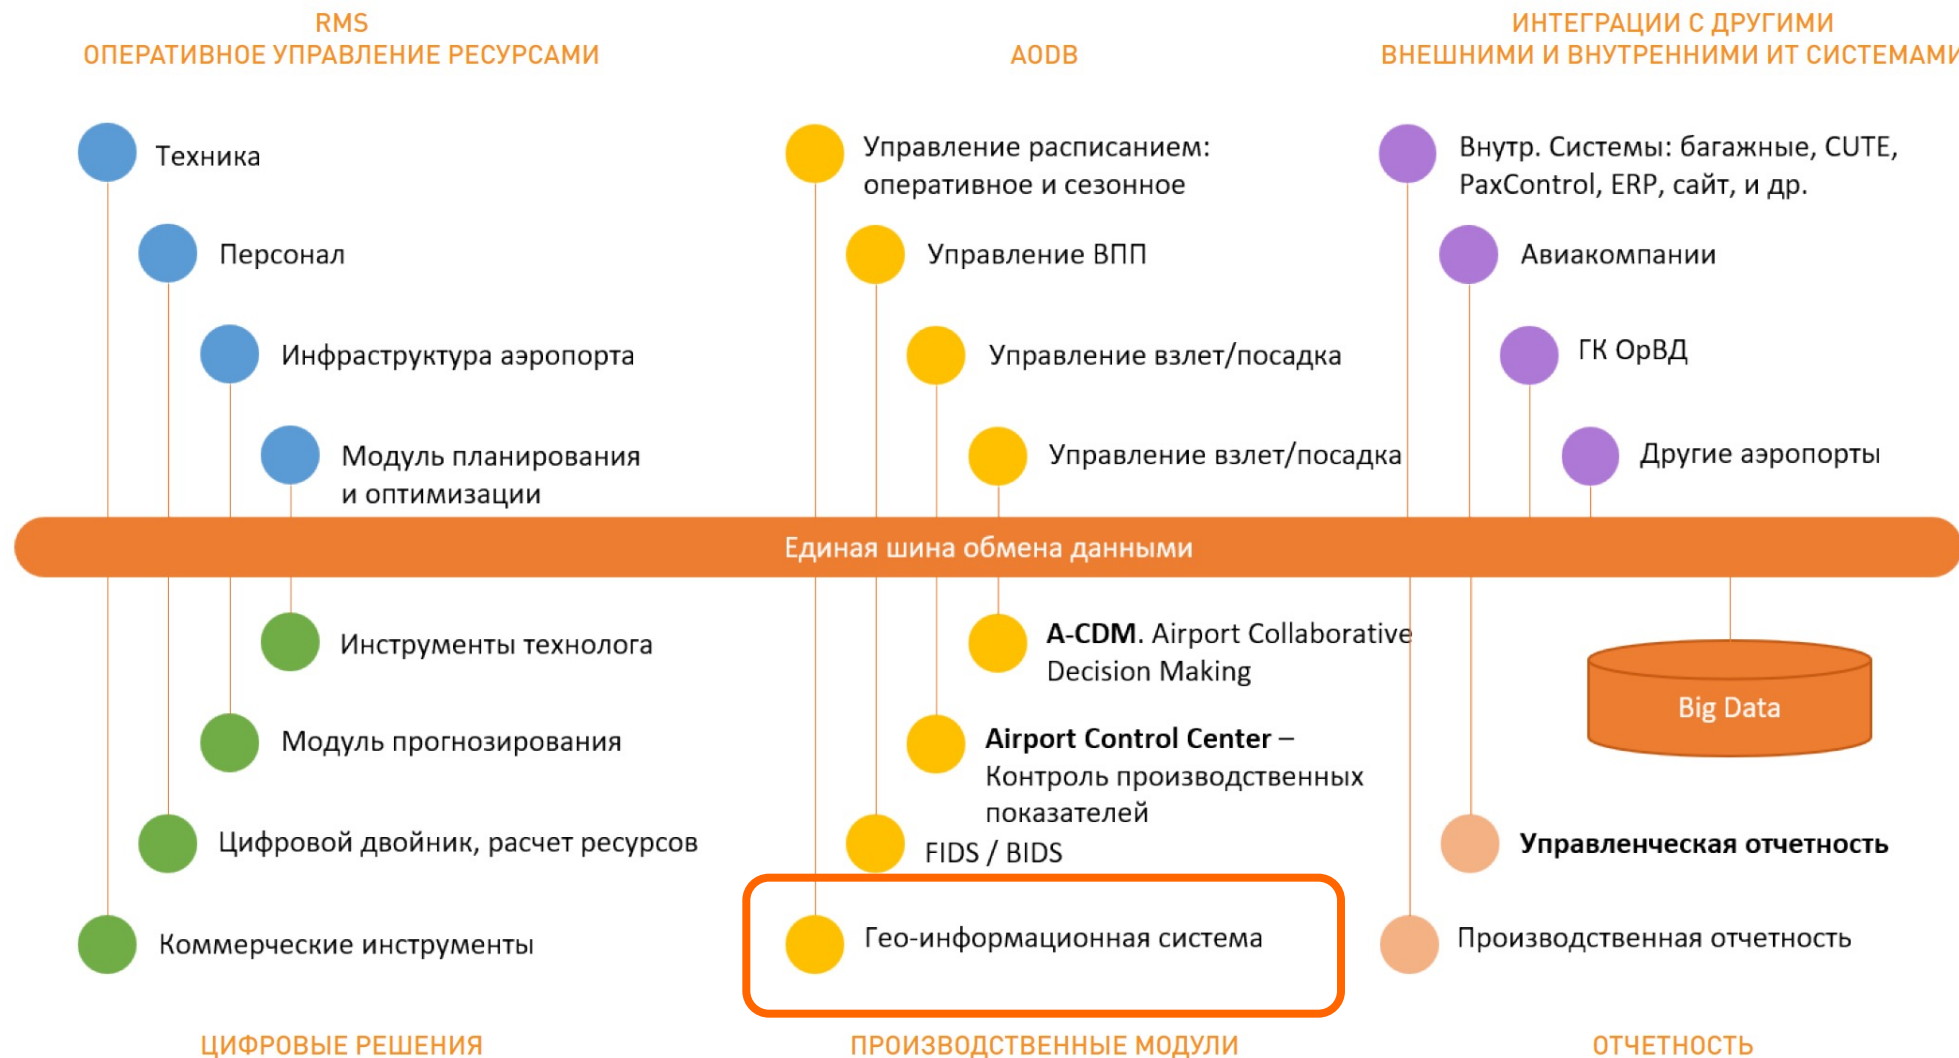 RMS
ОПЕРАТИВНОЕ УПРАВЛЕНИЕ РЕСУРСАМИ
Техника
Персонал
Инфраструктура аэропорта
Модуль планирования
и оптимизации
AODB
Управление расписанием:
оперативное и сезонное
Управление ВПП
Управление взлет/посадка
Управление взлет/посадка
ИНТЕГРАЦИИ С ДРУГИМИ
ВНЕШНИМИ И ВНУТРЕННИМИ ИТ СИСТЕМАМИ
Внутр. Системы: багажные, CUTE,
PaxControl, ERP, сайт, и др.
Авиакомпании
ГК ОрВД
Другие аэропорты
Единая шина обмена данными
Инструменты технолога
Модуль прогнозирования
Цифровой двойник, расчет ресурсов
Коммерческие инструменты
ЦИФРОВЫЕ РЕШЕНИЯ
A-CDM. Airport Collaborative
Decision Making
Airport Control Center –
Контроль производственных
показателей
FIDS / BIDS
Гео-информационная система
ПРОИЗВОДСТВЕННЫЕ МОДУЛИ
Big Data
Управленческая отчетность
Производственная отчетность
ОТЧЕТНОСТЬ